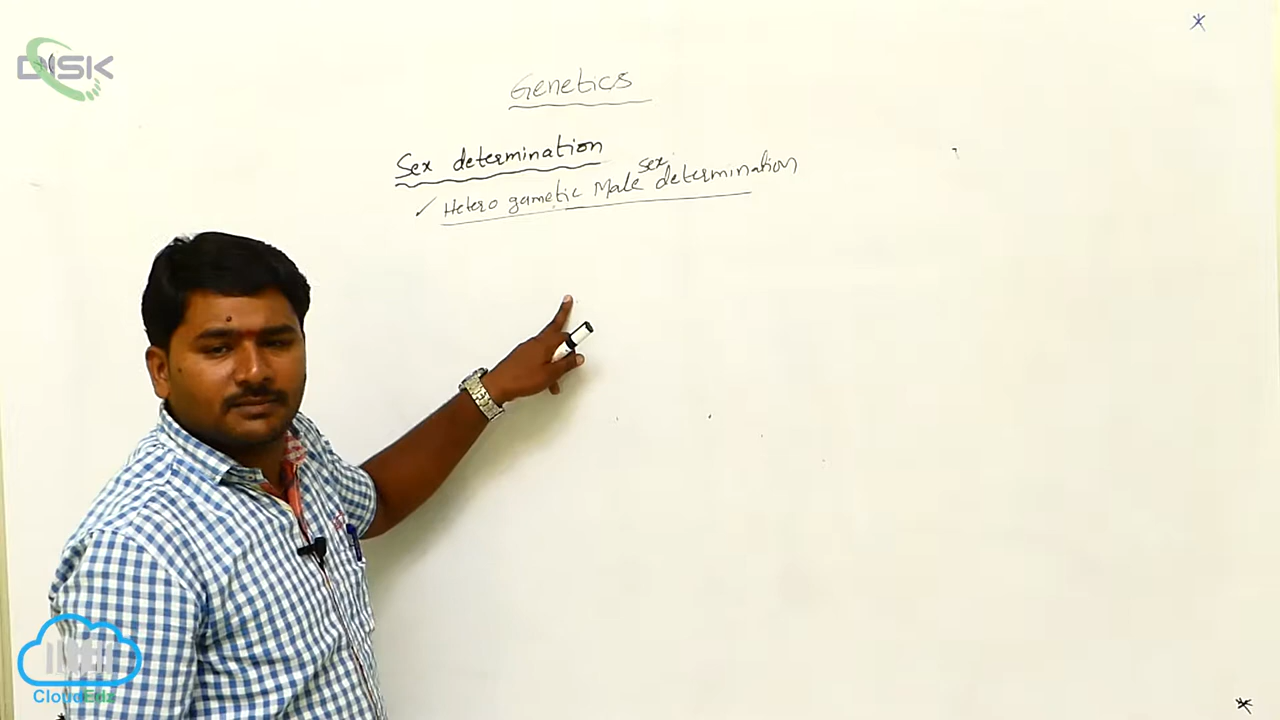 DISK
Genetics
Sex determination
✓ Hetero gametic Male sex determination
CloudEdz